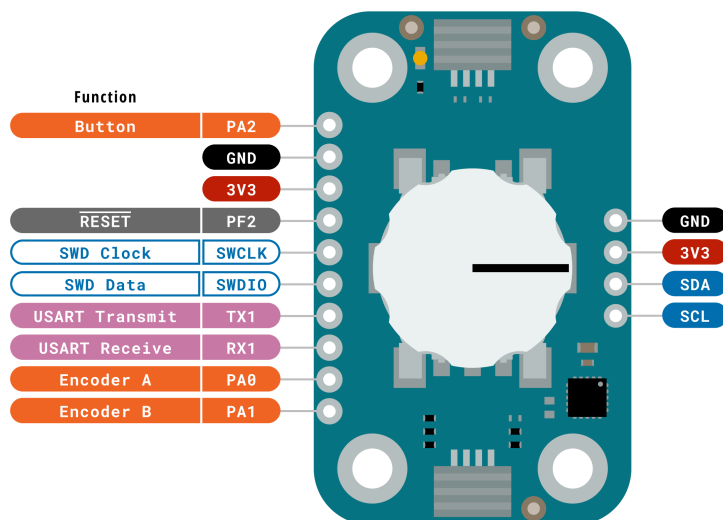 Function
Button PA2
GND
3V3
RESET PF2
SWD Clock SWCLK
SWD Data SWDIO
USART Transmit TX1
USART Receive RX1
Encoder A PA0
Encoder B PA1
GND
3V3
SDA
SCL